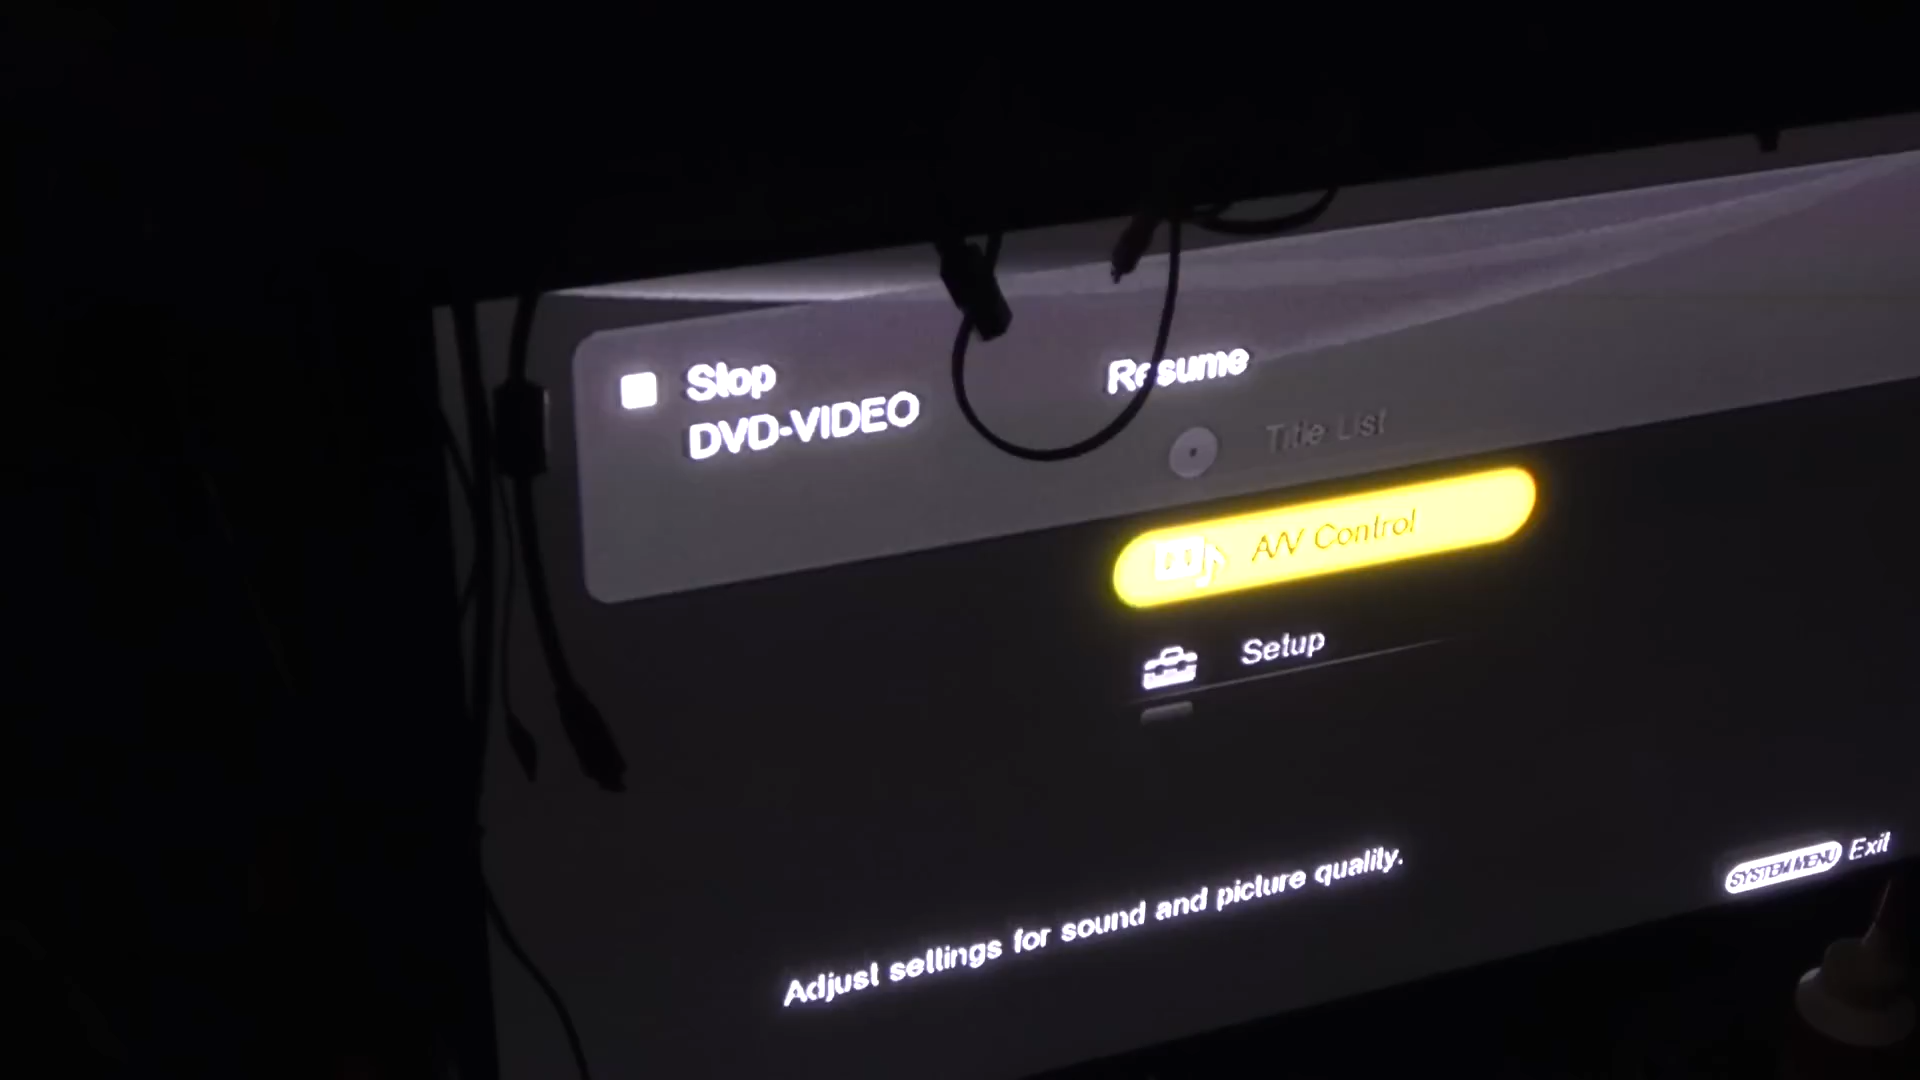 Stop
DVD-VIDEO
Resume
Title List
A/V Control
Setup
Adjust settings for sound and picture quality.
SYSTEM MENU Exit